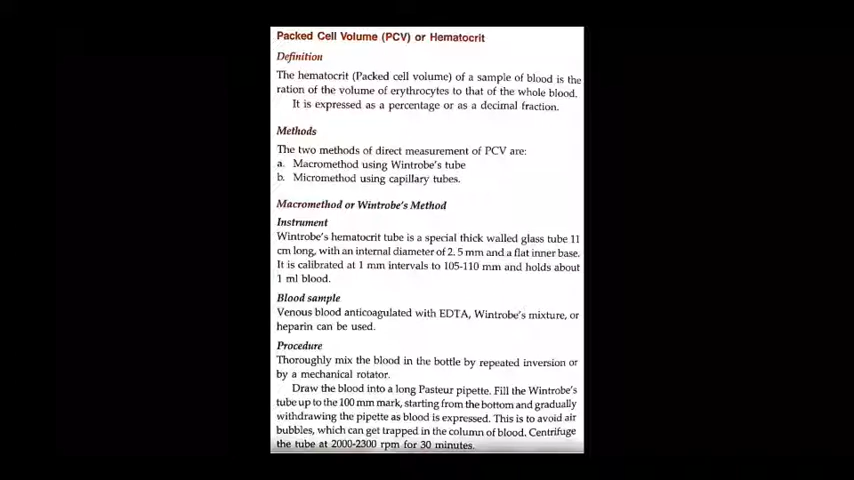 Packed Cell Volume (PCV) or Hematocrit
Definition
The hematocrit (Packed cell volume) of a sample of blood is the
ration of the volume of erythrocytes to that of the whole blood.
It is expressed as a percentage or as a decimal fraction.
Methods
The two methods of direct measurement of PCV are:
a. Macromethod using Wintrobe's tube
b. Micromethod using capillary tubes.
Macromethod or Wintrobe's Method
Instrument
Wintrobe's hematocrit tube is a special thick walled glass tube 11
cm long, with an internal diameter of 2. 5 mm and a flat inner base.
It is calibrated at 1 mm intervals to 105-110 mm and holds about
1 ml blood.
Blood sample
Venous blood anticoagulated with EDTA, Wintrobe's mixture, or
heparin can be used.
Procedure
Thoroughly mix the blood in the bottle by repeated inversion or
by a mechanical rotator.
Draw the blood into a long Pasteur pipette. Fill the Wintrobe's
tube up to the 100 mm mark, starting from the bottom and gradually
withdrawing the pipette as blood is expressed. This is to avoid air
bubbles, which can get trapped in the column of blood. Centrifuge
the tube at 2000-2300 rpm for 30 minutes.